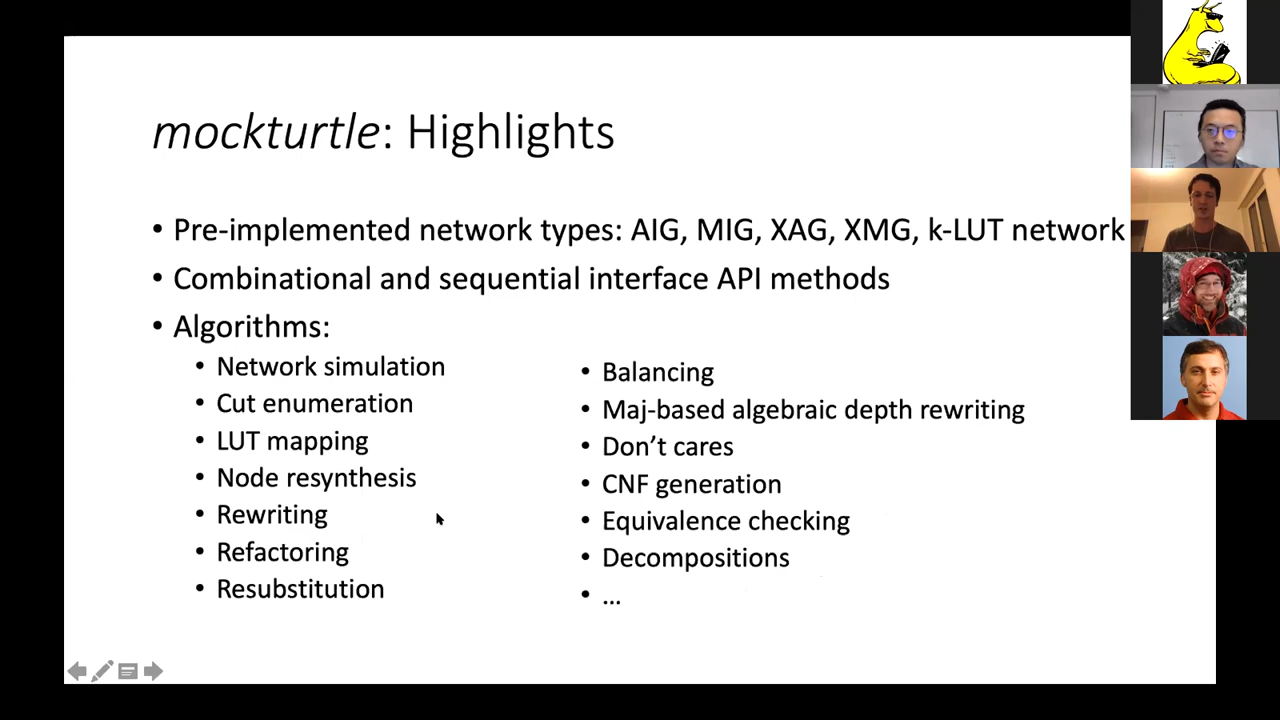 mockturtle: Highlights
• Pre-implemented network types: AIG, MIG, XAG, XMG, k-LUT network
• Combinational and sequential interface API methods
• Algorithms:
• Network simulation
• Cut enumeration
• LUT mapping
• Node resynthesis
• Rewriting
• Refactoring
• Resubstitution
• Balancing
• Maj-based algebraic depth rewriting
• Don’t cares
• CNF generation
• Equivalence checking
• Decompositions
• ...